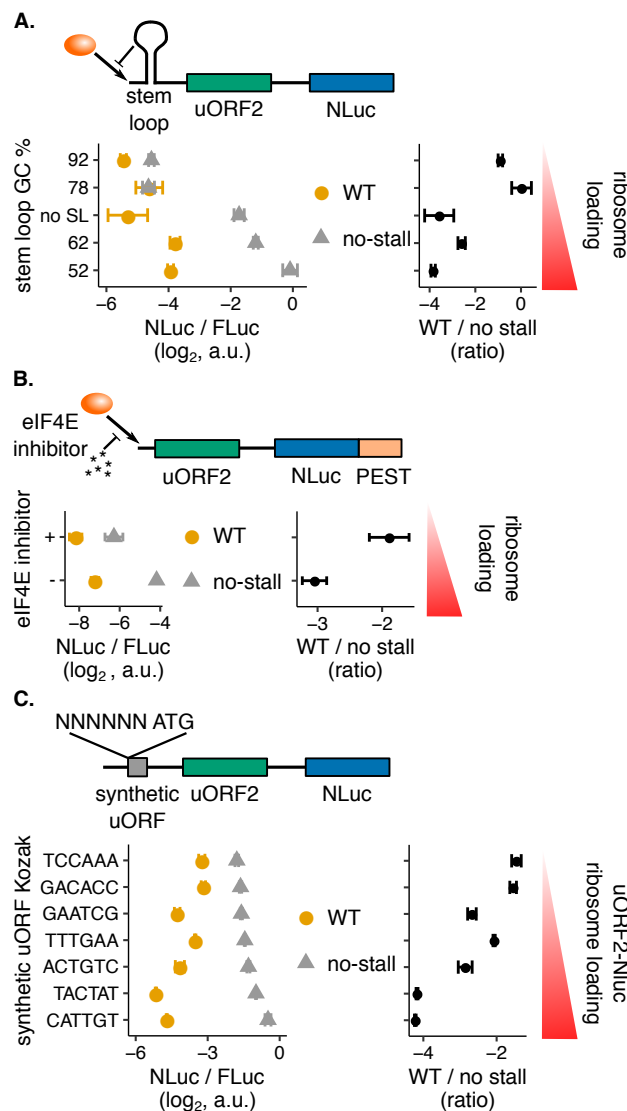 A.
stem
loop
uORF2
NLuc
stem loop GC %
92
78
no SL
62
52
WT
no-stall
−6
−4
−2
0
NLuc / FLuc
(log2, a.u.)
−4
−2
0
WT / no stall
(ratio)
ribosome
loading
B.
eIF4E
inhibitor
uORF2
NLuc
PEST
eIF4E inhibitor
+
-
WT
no-stall
−8
−6
−4
NLuc / FLuc
(log2 , a.u.)
−3
−2
WT / no stall
(ratio)
ribosome
loading
C.
NNNNNN ATG
synthetic
uORF
uORF2
NLuc
synthetic uORF Kozak
TCCAAA
GACACC
GAATCG
TTTGAA
ACTGTC
TACTAT
CATTGT
WT
no-stall
−6
−3
0
NLuc / FLuc
(log2, a.u.)
−4
−2
WT / no stall
(ratio)
uORF2-Nluc
ribosome loading